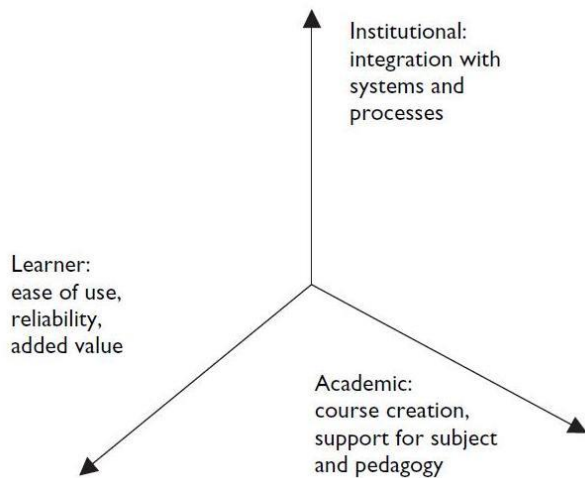 Institutional:
integration with
systems and
processes
Learner:
ease of use,
reliability,
added value
Academic:
course creation,
support for subject
and pedagogy